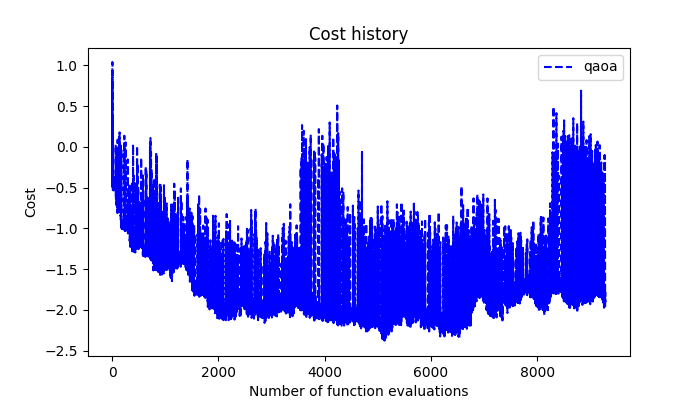 Cost history
qaoa
Cost
1.0
0.5
0.0
−0.5
−1.0
−1.5
−2.0
−2.5
0 2000 4000 6000 8000
Number of function evaluations